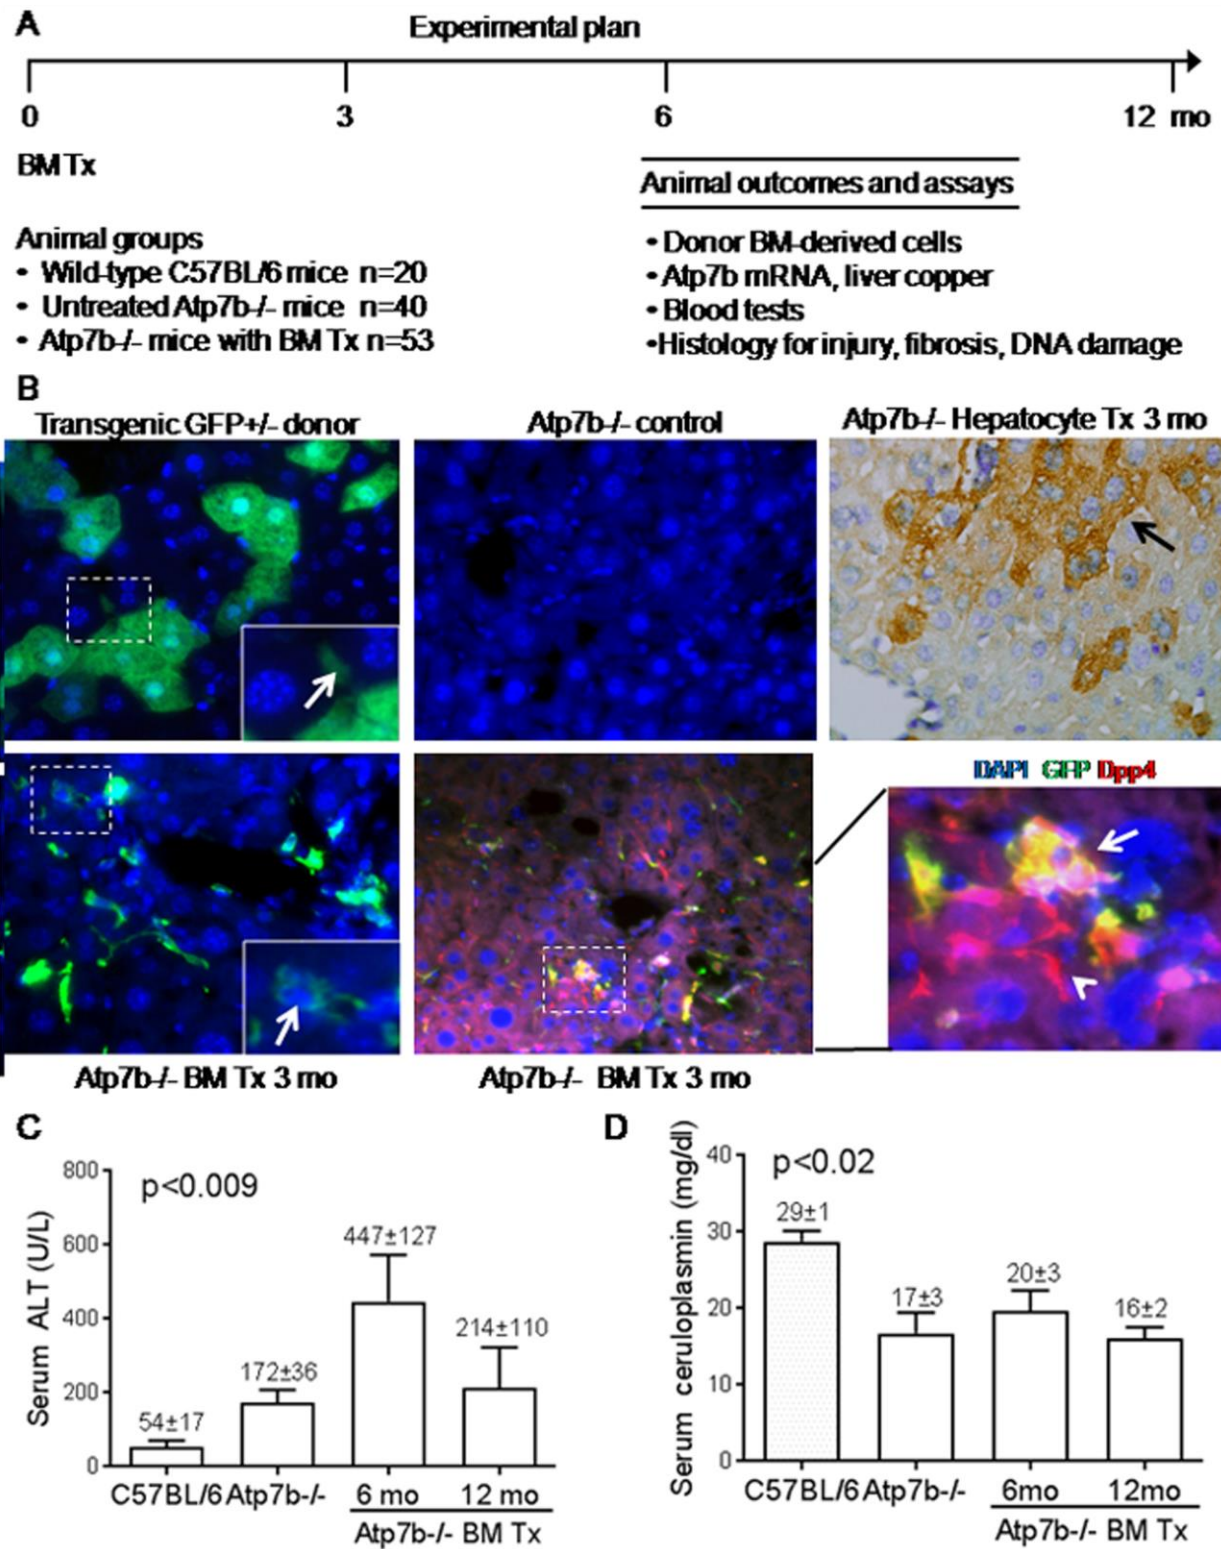 A
Experimental plan
0 3 6 12 mo
BM Tx
Animal groups
• Wild-type C57BL/6 mice n=20
• Untreated Atp7b-/- mice n=40
• Atp7b-/- mice with BM Tx n=53
Animal outcomes and assays
• Donor BM-derived cells
• Atp7b mRNA, liver copper
• Blood tests
• Histology for injury, fibrosis, DNA damage
B
Transgenic GFP+/- donor
Atp7b-/- control
Atp7b-/- Hepatocyte Tx 3 mo
DAPI GFP Dpp4
Atp7b-/- BM Tx 3 mo
Atp7b-/- BM Tx 3 mo
C
Serum ALT (U/L)
800
600
400
200
0
p<0.009
54±17
172±36
447±127
214±110
C57BL/6 Atp7b-/- 6 mo 12 mo
Atp7b-/- BM Tx
D
Serum ceruloplasmin (mg/dl)
40
30
20
10
0
p<0.02
29±1
17±3
20±3
16±2
C57BL/6 Atp7b-/- 6mo 12mo
Atp7b-/- BM Tx